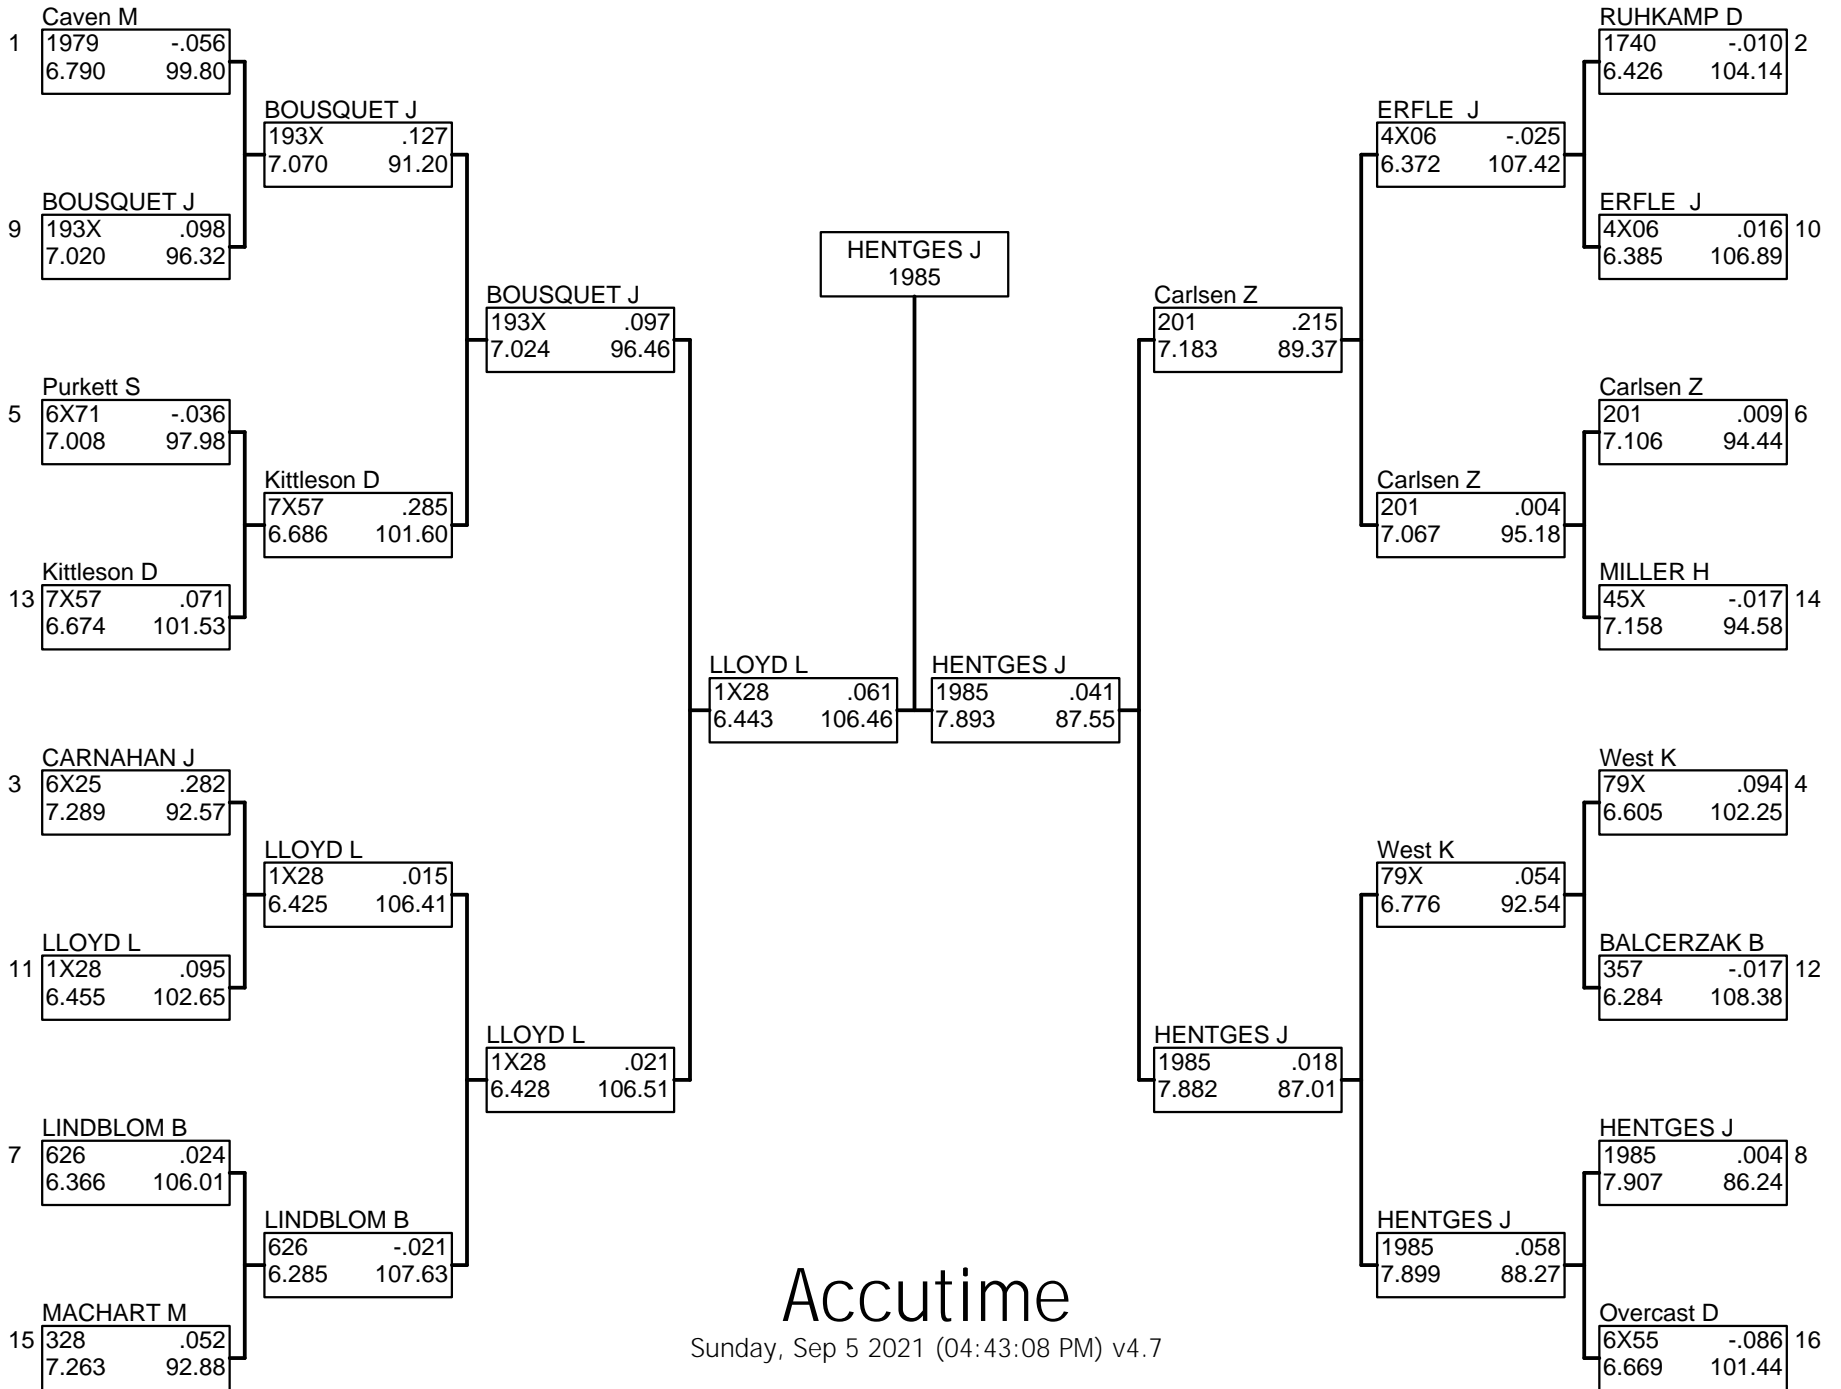 Caven M
1 1979 -.056
6.790 99.80
BOUSQUET J
9 193X .098
7.020 96.32
Purkett S
5 6X71 -.036
7.008 97.98
Kittleson D
13 7X57 .071
6.674 101.53
CARNAHAN J
3 6X25 .282
7.289 92.57
LLOYD L
11 1X28 .095
6.455 102.65
LINDBLOM B
7 626 .024
6.366 106.01
MACHART M
15 328 .052
7.263 92.88
BOUSQUET J
193X .127
7.070 91.20
Kittleson D
7X57 .285
6.686 101.60
LLOYD L
1X28 .015
6.425 106.41
LINDBLOM B
626 -.021
6.285 107.63
BOUSQUET J
193X .097
7.024 96.46
LLOYD L
1X28 .021
6.428 106.51
LLOYD L
1X28 .061
6.443 106.46
HENTGES J
1985
HENTGES J
1985 .041
7.893 87.55
Carlsen Z
201 .215
7.183 89.37
HENTGES J
1985 .018
7.882 87.01
ERFLE J
4X06 -.025
6.372 107.42
Carlsen Z
201 .004
7.067 95.18
West K
79X .054
6.776 92.54
HENTGES J
1985 .058
7.899 88.27
RUHKAMP D
1740 -.010 2
6.426 104.14
ERFLE J
4X06 .016 10
6.385 106.89
Carlsen Z
201 .009 6
7.106 94.44
MILLER H
45X -.017 14
7.158 94.58
West K
79X .094 4
6.605 102.25
BALCERZAK B
357 -.017 12
6.284 108.38
HENTGES J
1985 .004 8
7.907 86.24
Overcast D
6X55 -.086 16
6.669 101.44
Accutime
Sunday, Sep 5 2021 (04:43:08 PM) v4.7